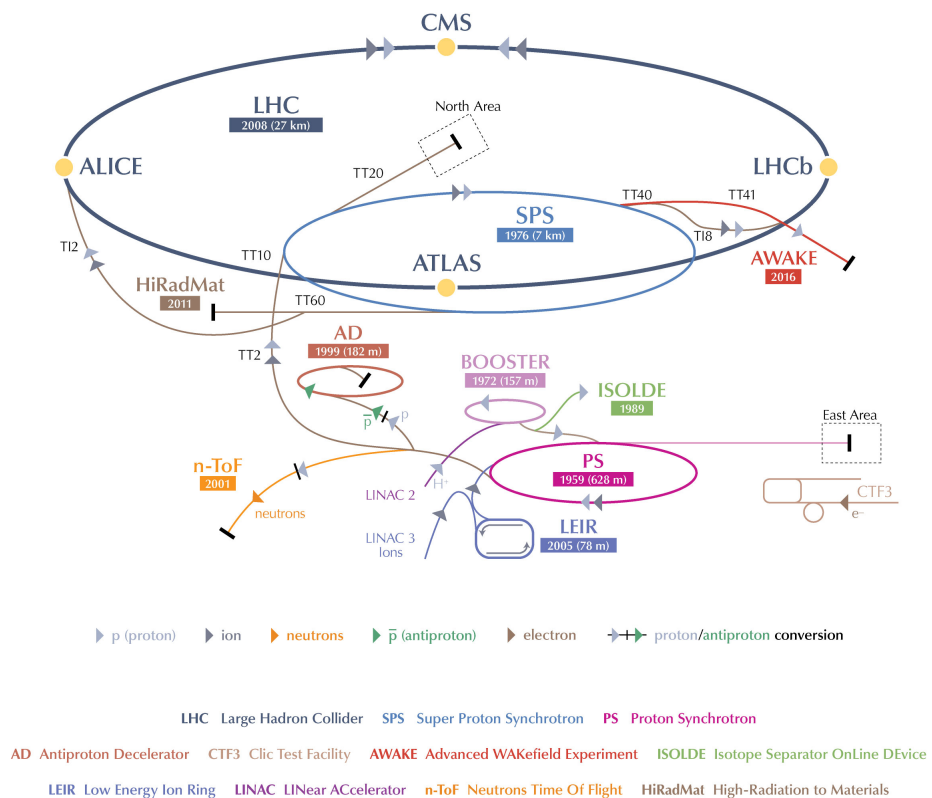 CMS
LHC
2008 (27 km)
North Area
ALICE
LHCb
TT20
TT40
TT41
SPS
1976 (7 km)
TI8
TI2
TT10
ATLAS
AWAKE
2016
HiRadMat
2011
TT60
AD
1999 (182 m)
TT2
BOOSTER
1972 (157 m)
ISOLDE
1989
p̅
p
East Area
n-ToF
2001
PS
1959 (628 m)
H⁺
LINAC 2
CTF3
neutrons
e⁻
LINAC 3
Ions
LEIR
2005 (78 m)
p (proton) ion neutrons p̅ (antiproton) electron proton/antiproton conversion
LHC Large Hadron Collider SPS Super Proton Synchrotron PS Proton Synchrotron
AD Antiproton Decelerator CTF3 Clic Test Facility AWAKE Advanced WAKefield Experiment ISOLDE Isotope Separator OnLine DEvice
LEIR Low Energy Ion Ring LINAC LINear ACcelerator n-ToF Neutrons Time Of Flight HiRadMat High-Radiation to Materials